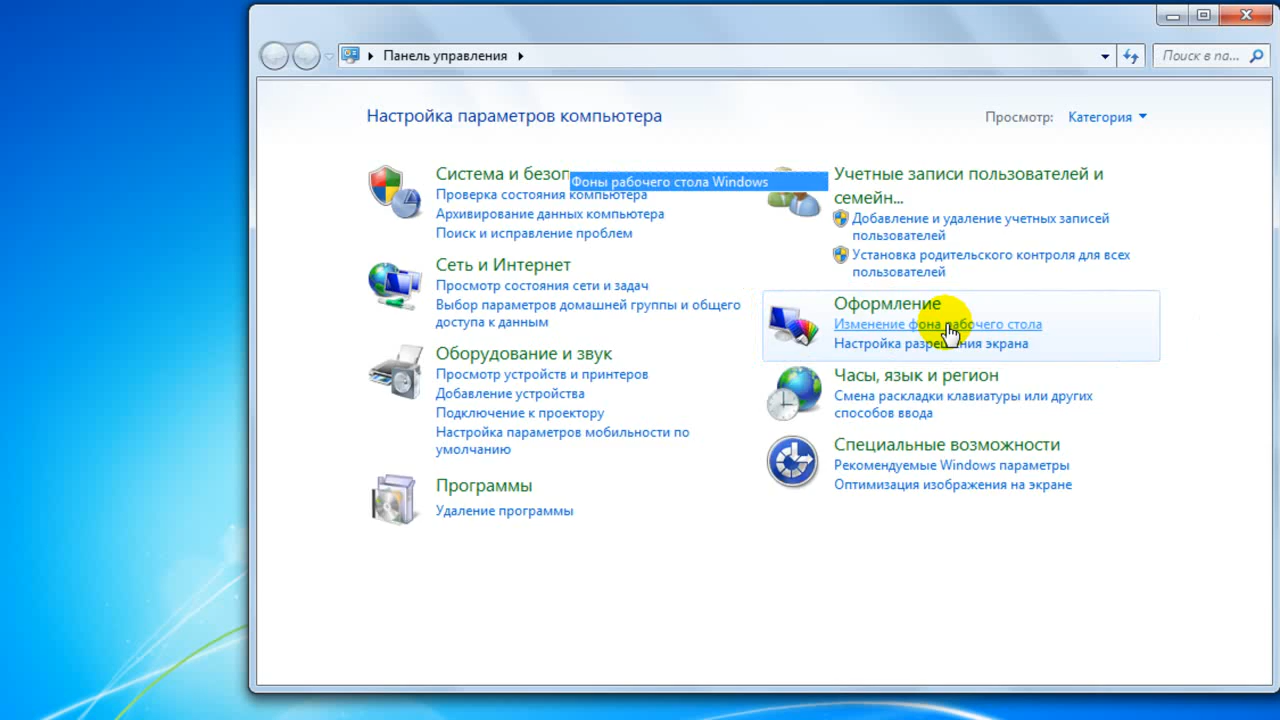 Панель управления
Поиск в па...
Настройка параметров компьютера
Просмотр: Категория
Система и безоп
Фоны рабочего стола Windows
Проверка состояния компьютера
Архивирование данных компьютера
Поиск и исправление проблем
Сеть и Интернет
Просмотр состояния сети и задач
Выбор параметров домашней группы и общего
доступа к данным
Оборудование и звук
Просмотр устройств и принтеров
Добавление устройства
Подключение к проектору
Настройка параметров мобильности по
умолчанию
Программы
Удаление программы
Учетные записи пользователей и
семейн...
Добавление и удаление учетных записей
пользователей
Установка родительского контроля для всех
пользователей
Оформление
Изменение фона рабочего стола
Настройка разрешения экрана
Часы, язык и регион
Смена раскладки клавиатуры или других
способов ввода
Специальные возможности
Рекомендуемые Windows параметры
Оптимизация изображения на экране